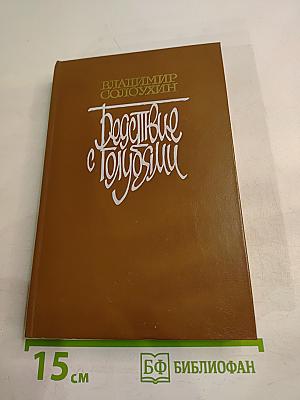 ВЛАДИМИР
СОЛОУХИН
Бедствие
с голубями
15 см
БФ БИБЛИОФАН